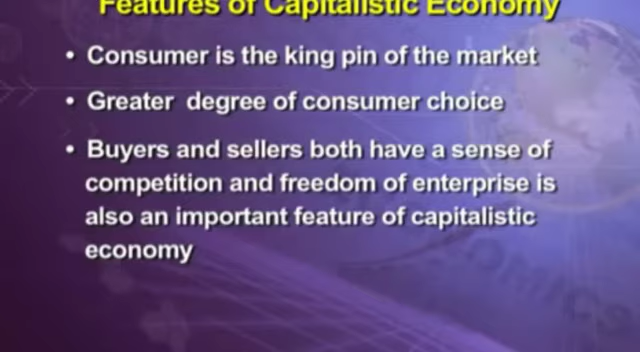 Features of Capitalistic Economy
• Consumer is the king pin of the market
• Greater degree of consumer choice
• Buyers and sellers both have a sense of
competition and freedom of enterprise is
also an important feature of capitalistic
economy
OMICS